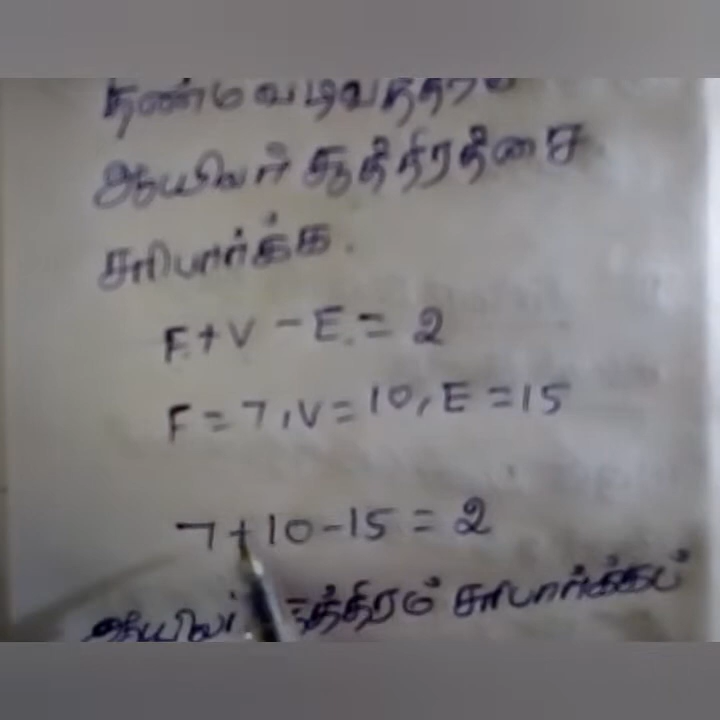 ஆயிலர் சூத்திரத்தை
சரிபார்க்க.
F+V-E=2
F=7,V=10,E=15
7+10-15=2
ஆயிலர் சரிபார்க்கப்